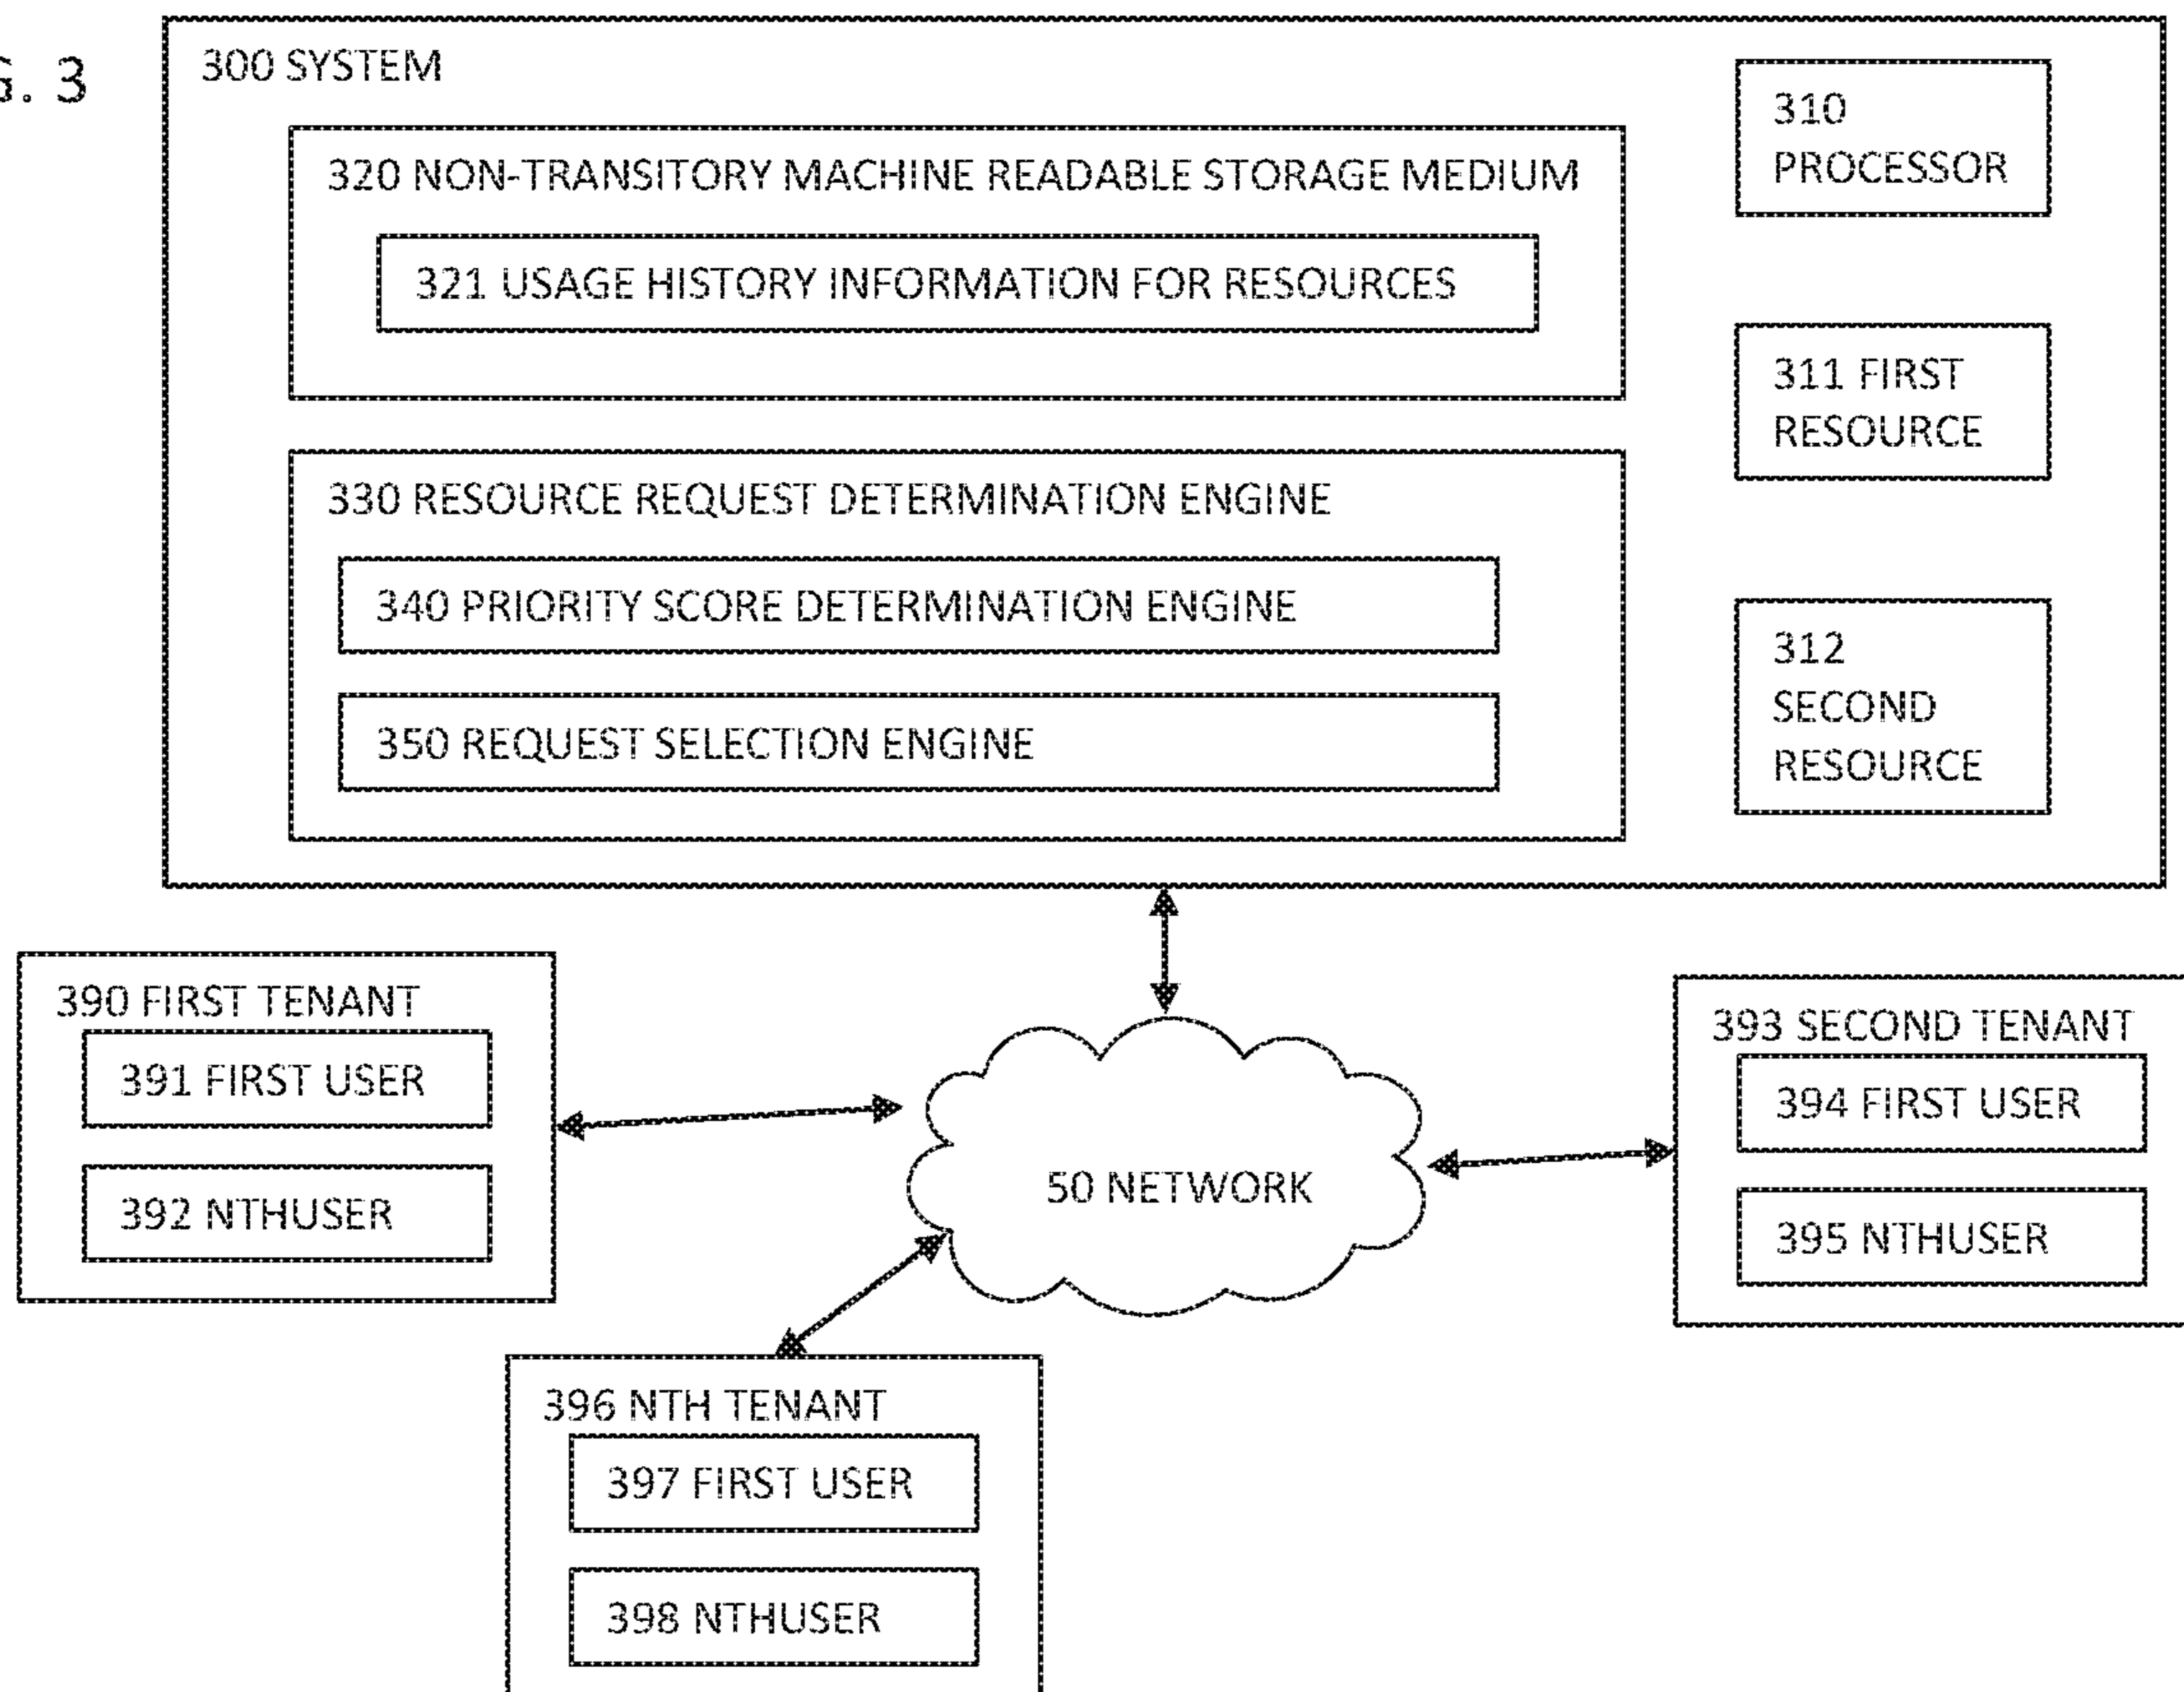 G. 3
300 SYSTEM
310
PROCESSOR
320 NON-TRANSITORY MACHINE READABLE STORAGE MEDIUM
321 USAGE HISTORY INFORMATION FOR RESOURCES
311 FIRST
RESOURCE
330 RESOURCE REQUEST DETERMINATION ENGINE
340 PRIORITY SCORE DETERMINATION ENGINE
350 REQUEST SELECTION ENGINE
312
SECOND
RESOURCE
390 FIRST TENANT
391 FIRST USER
392 NTHUSER
50 NETWORK
393 SECOND TENANT
394 FIRST USER
395 NTHUSER
396 NTH TENANT
397 FIRST USER
398 NTHUSER